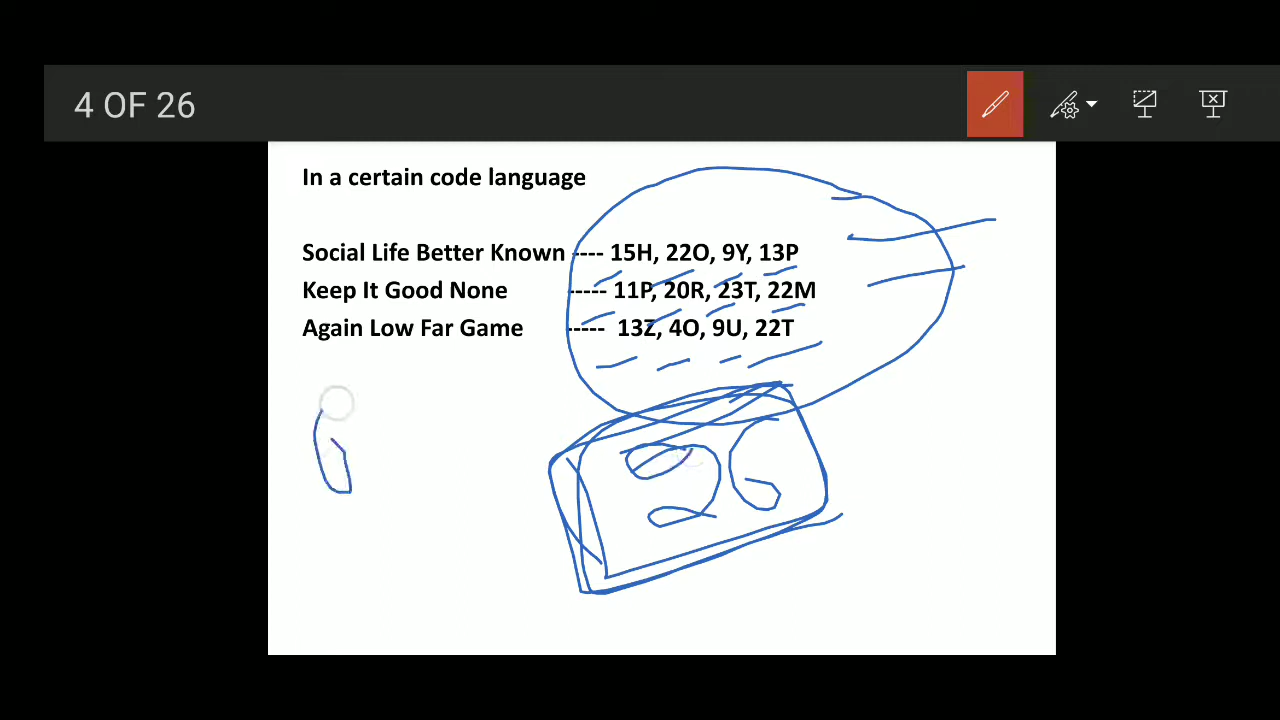 4 OF 26
In a certain code language
Social Life Better Known ---- 15H, 22O, 9Y, 13P
Keep It Good None ----- 11P, 20R, 23T, 22M
Again Low Far Game ----- 13Z, 4O, 9U, 22T
26